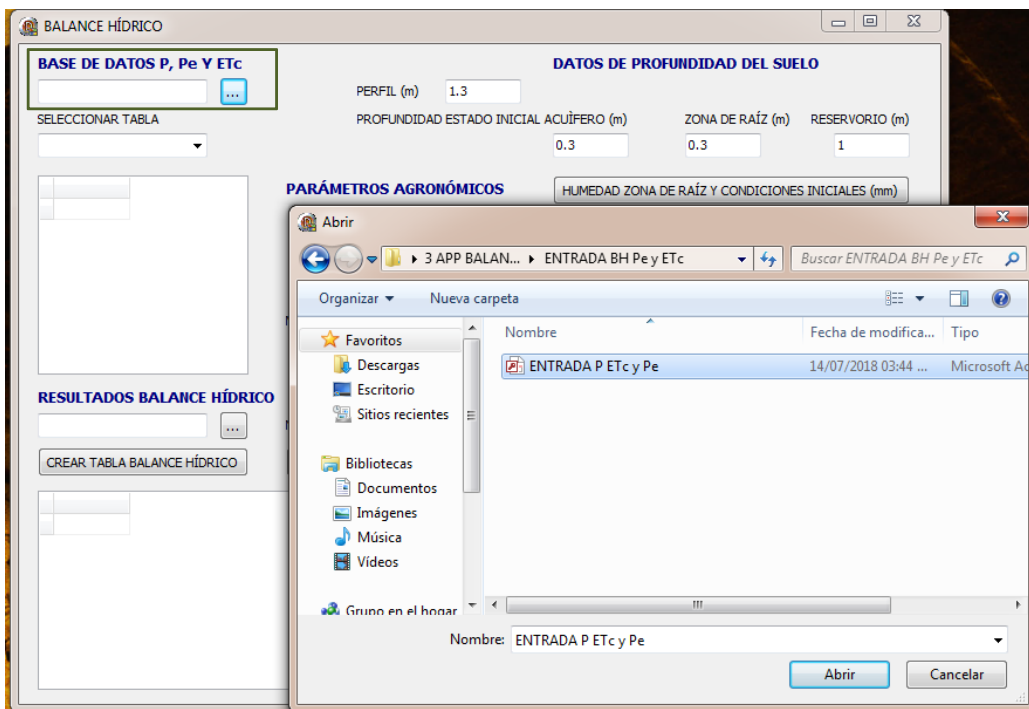 BALANCE HÍDRICO
BASE DE DATOS P, Pe Y ETc
...
DATOS DE PROFUNDIDAD DEL SUELO
PERFIL (m) 1.3
SELECCIONAR TABLA
PROFUNDIDAD ESTADO INICIAL ACUÌFERO (m) ZONA DE RAÍZ (m) RESERVORIO (m)
0.3 0.3 1
PARÁMETROS AGRONÓMICOS
HUMEDAD ZONA DE RAÍZ Y CONDICIONES INICIALES (mm)
RESULTADOS BALANCE HÍDRICO
...
CREAR TABLA BALANCE HÍDRICO
Abrir
3 APP BALAN... ENTRADA BH Pe y ETc
Buscar ENTRADA BH Pe y ETc
Organizar Nueva carpeta
Favoritos
Descargas
Escritorio
Sitios recientes
Bibliotecas
Documentos
Imágenes
Música
Vídeos
Grupo en el hogar
Nombre Fecha de modifica... Tipo
ENTRADA P ETc y Pe 14/07/2018 03:44 ... Microsoft Ac
Nombre: ENTRADA P ETc y Pe
Abrir Cancelar